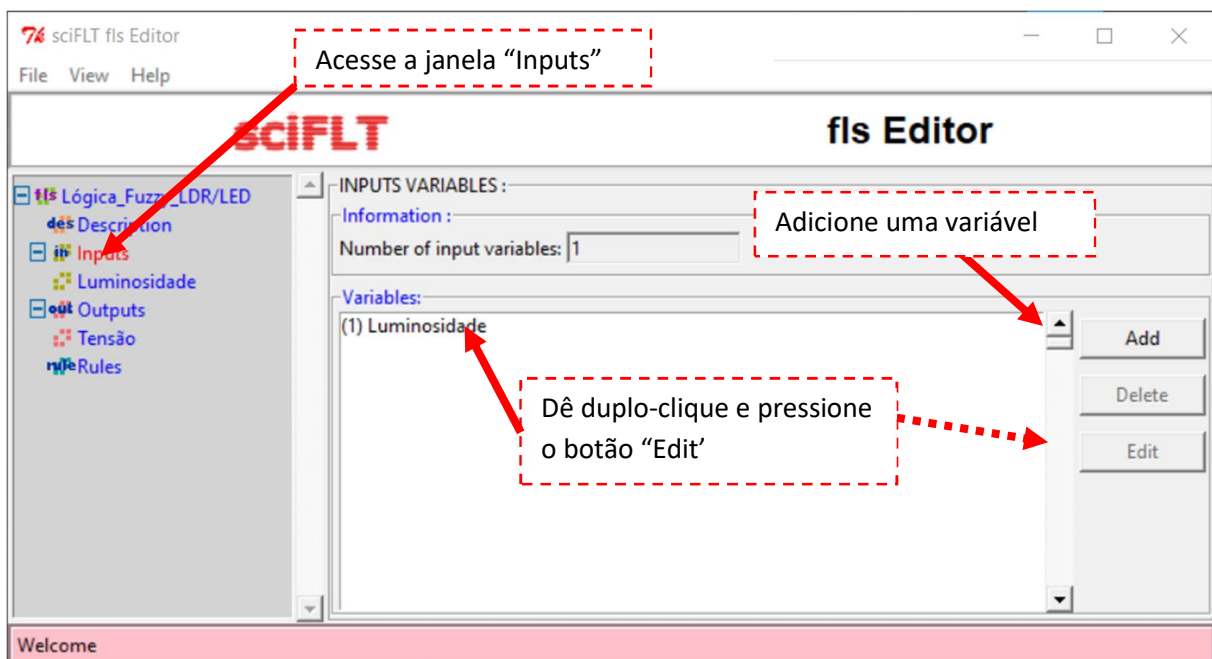 sciFLT fls Editor
Acesse a janela “Inputs”
File View Help
sciFLT
fls Editor
fls Lógica_Fuzzy_LDR/LED
des Description
in Inputs
Luminosidade
out Outputs
Tensão
rule Rules
INPUTS VARIABLES :
Information :
Number of input variables: 1
Adicione uma variável
Variables:
(1) Luminosidade
Add
Delete
Edit
Dê duplo-clique e pressione
o botão “Edit’
Welcome